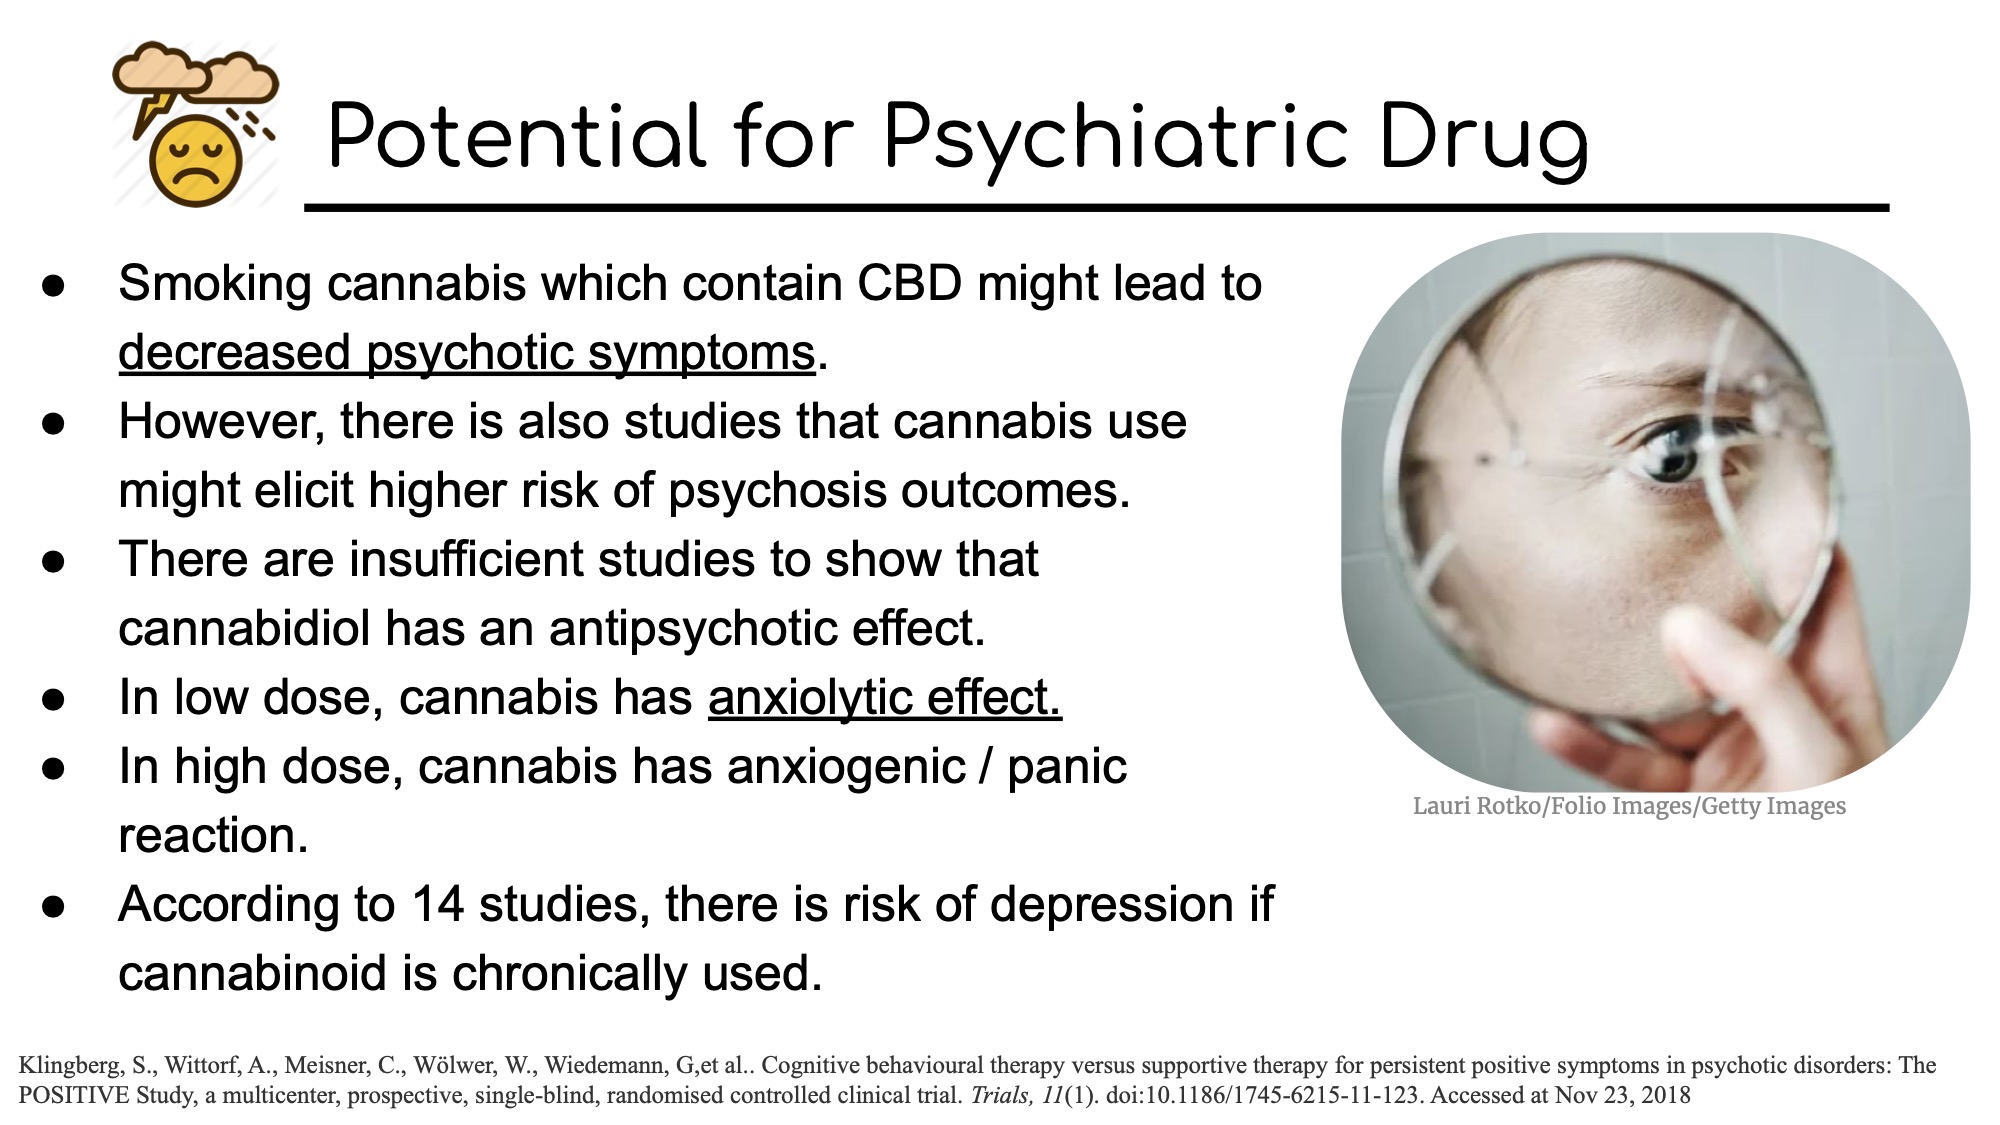 Potential for Psychiatric Drug
● Smoking cannabis which contain CBD might lead to
decreased psychotic symptoms.
● However, there is also studies that cannabis use
might elicit higher risk of psychosis outcomes.
● There are insufficient studies to show that
cannabidiol has an antipsychotic effect.
● In low dose, cannabis has anxiolytic effect.
● In high dose, cannabis has anxiogenic / panic
reaction.
● According to 14 studies, there is risk of depression if
cannabinoid is chronically used.
Lauri Rotko/Folio Images/Getty Images
Klingberg, S., Wittorf, A., Meisner, C., Wölwer, W., Wiedemann, G,et al.. Cognitive behavioural therapy versus supportive therapy for persistent positive symptoms in psychotic disorders: The
POSITIVE Study, a multicenter, prospective, single-blind, randomised controlled clinical trial. Trials, 11(1). doi:10.1186/1745-6215-11-123. Accessed at Nov 23, 2018